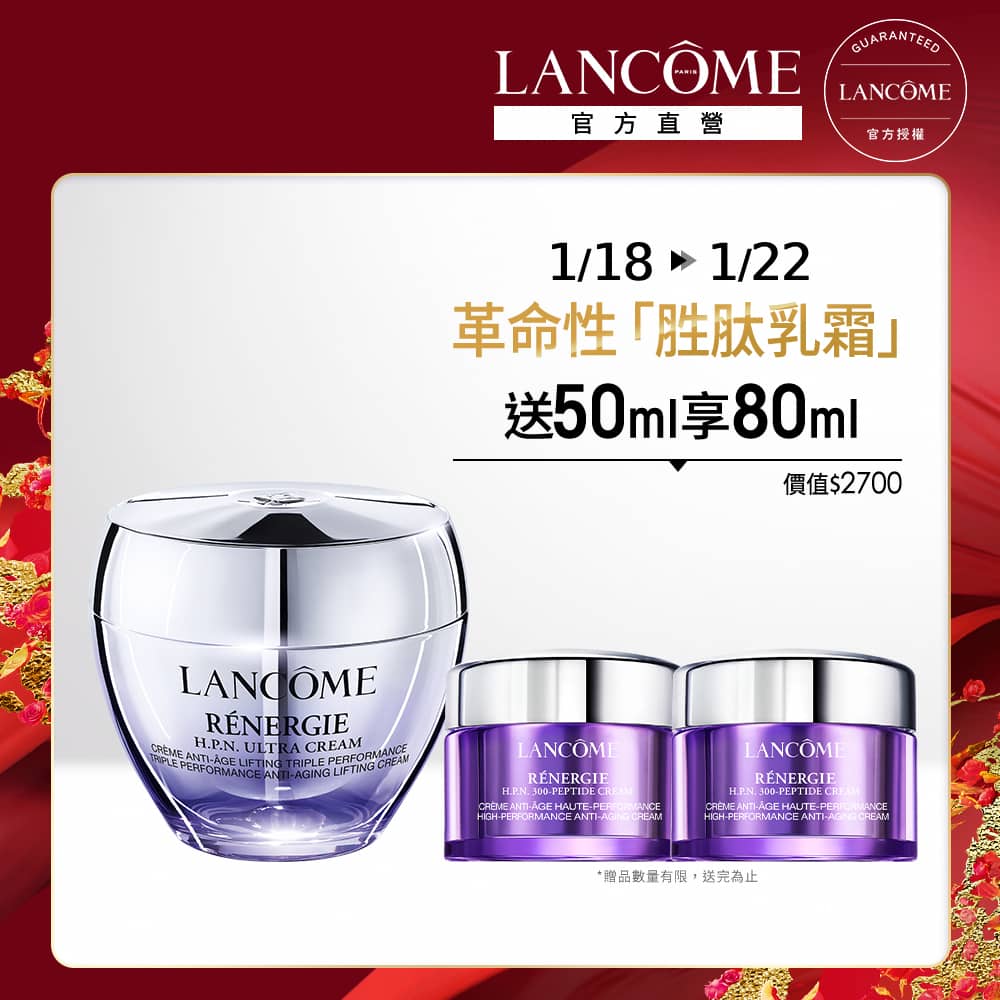 LANCÔME
PARIS
官方直營
GUARANTEED
LANCÔME
官方授權
1/18 ▶ 1/22
革命性「胜肽乳霜」
送50ml享80ml
價值$2700
LANCÔME
RÉNERGIE
H.P.N. ULTRA CREAM
CRÈME ANTI-ÂGE LIFTING TRIPLE PERFORMANCE
TRIPLE PERFORMANCE ANTI-AGING LIFTING CREAM
LANCÔME
RÉNERGIE
H.P.N. 300-PEPTIDE CREAM
CRÈME ANTI-ÂGE HAUTE-PERFORMANCE
HIGH-PERFORMANCE ANTI-AGING CREAM
LANCÔME
RÉNERGIE
H.P.N. 300-PEPTIDE CREAM
CRÈME ANTI-ÂGE HAUTE-PERFORMANCE
HIGH-PERFORMANCE ANTI-AGING CREAM
*贈品數量有限，送完為止